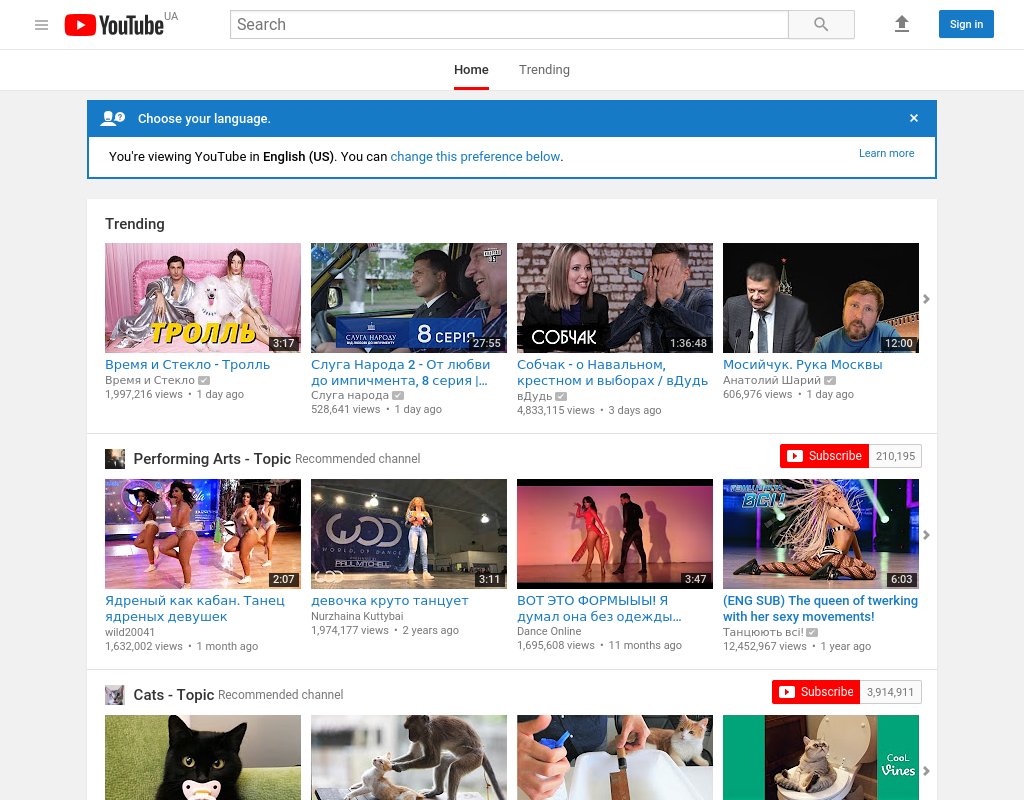 YouTube UA
Search
Sign in
Home
Trending
Choose your language.
×
You're viewing YouTube in English (US). You can change this preference below.
Learn more
Trending
ТРОЛЛЬ
3:17
СЛУГА НАРОДУ
8 СЕРІЯ
27:55
СОБЧАК
1:36:48
12:00
Время и Стекло - Тролль
Время и Стекло
1,997,216 views • 1 day ago
Слуга Народа 2 - От любви
до импичмента, 8 серия |...
Слуга народа
528,641 views • 1 day ago
Собчак - о Навальном,
крестном и выборах / вДудь
вДудь
4,833,115 views • 3 days ago
Мосийчук. Рука Москвы
Анатолий Шарий
606,976 views • 1 day ago
Performing Arts - Topic Recommended channel
Subscribe 210,195
2:07
WORLD OF DANCE
PAUL MITCHELL
3:11
3:47
ВСІ!
6:03
Ядреный как кабан. Танец
ядреных девушек
wild20041
1,632,002 views • 1 month ago
девочка круто танцует
Nurzhaina Kuttybai
1,974,177 views • 2 years ago
ВОТ ЭТО ФОРМЫЫЫ! Я
думал она без одежды...
Dance Online
1,695,608 views • 11 months ago
(ENG SUB) The queen of twerking
with her sexy movements!
Танцюють всі!
12,452,967 views • 1 year ago
Cats - Topic Recommended channel
Subscribe 3,914,911
CooL
Vines